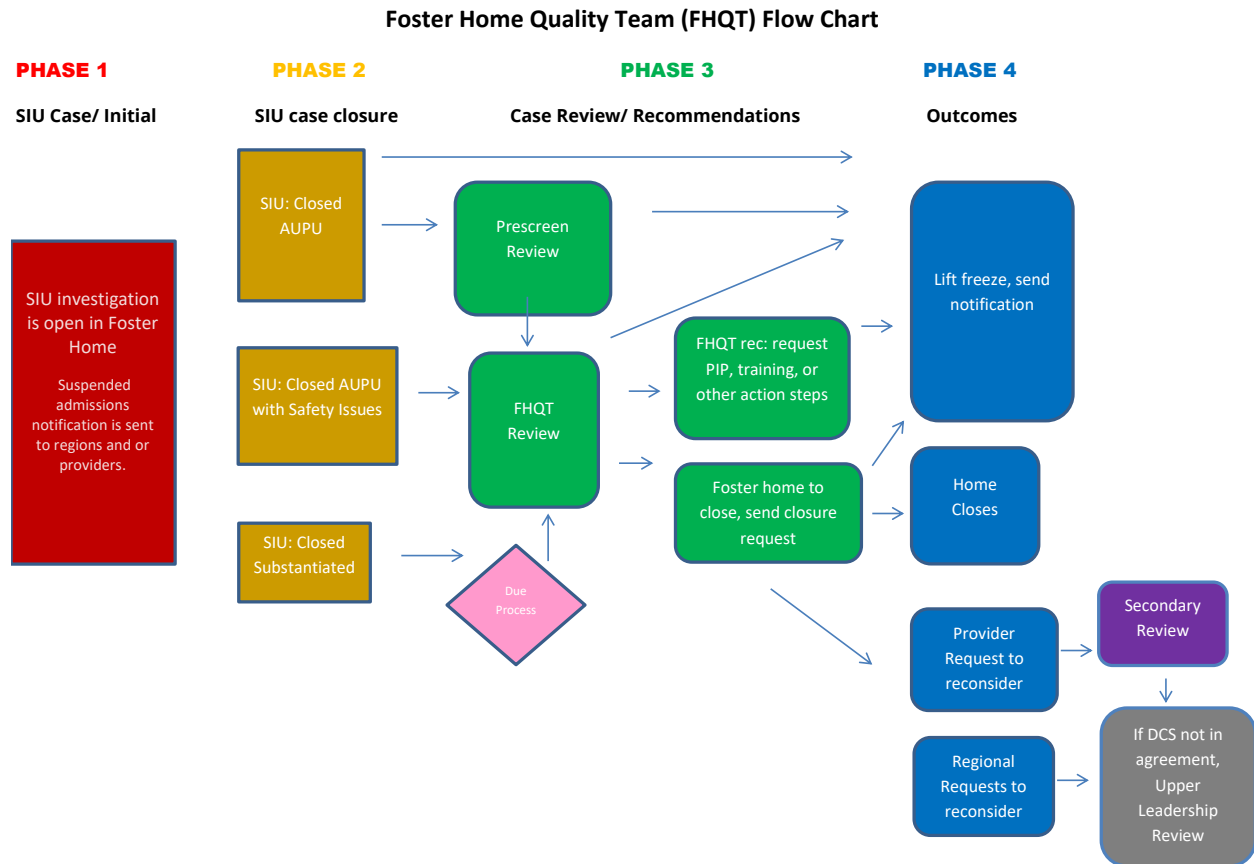 Foster Home Quality Team (FHQT) Flow Chart
PHASE 1
SIU Case/ Initial
PHASE 2
SIU case closure
PHASE 3
Case Review/ Recommendations
PHASE 4
Outcomes
SIU investigation
is open in Foster
Home
Suspended
admissions
notification is sent
to regions and or
providers.
SIU: Closed
AUPU
SIU: Closed AUPU
with Safety Issues
SIU: Closed
Substantiated
Prescreen
Review
FHQT
Review
Due
Process
FHQT rec: request
PIP, training, or
other action steps
Foster home to
close, send closure
request
Lift freeze, send
notification
Home
Closes
Provider
Request to
reconsider
Regional
Requests to
reconsider
Secondary
Review
If DCS not in
agreement,
Upper
Leadership
Review